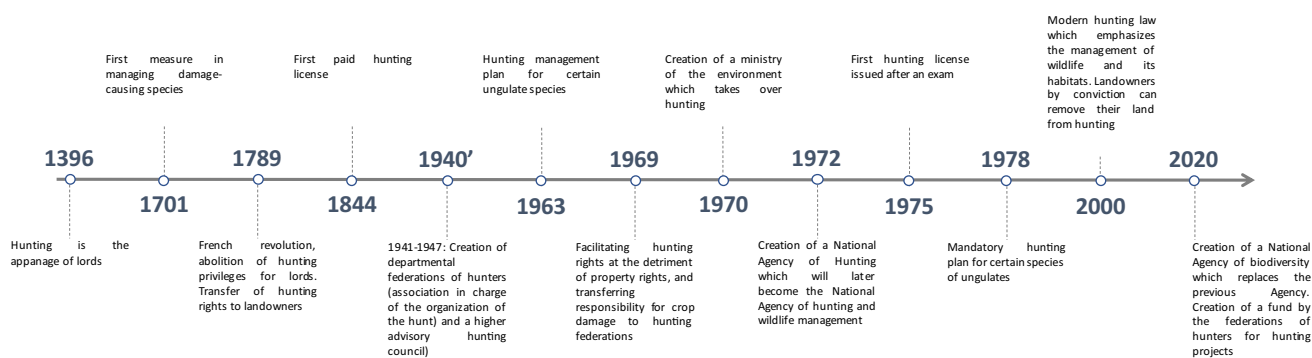 Modern hunting law
which emphasizes
the management of
wildlife and its
habitats. Landowners
by conviction can
remove their land
from hunting
First measure in
managing damage-
causing species
First paid hunting
license
Hunting management
plan for certain
ungulate species
Creation of a ministry
of the environment
which takes over
hunting
First hunting license
issued after an exam
1396
1789
1940’
1969
1972
1978
2020
1701
1844
1963
1970
1975
2000
Hunting is the
appanage of lords
French revolution,
abolition of hunting
privileges for lords.
Transfer of hunting
rights to landowners
1941-1947: Creation of
departmental
federations of hunters
(association in charge
of the organization of
the hunt) and a higher
advisory hunting
council)
Facilitating hunting
rights at the detriment
of property rights, and
transferring
responsibility for crop
damage to hunting
federations
Creation of a National
Agency of Hunting
which will later
become the National
Agency of hunting and
wildlife management
Mandatory hunting
plan for certain species
of ungulates
Creation of a National
Agency of biodiversity
which replaces the
previous Agency.
Creation of a fund by
the federations of
hunters for hunting
projects